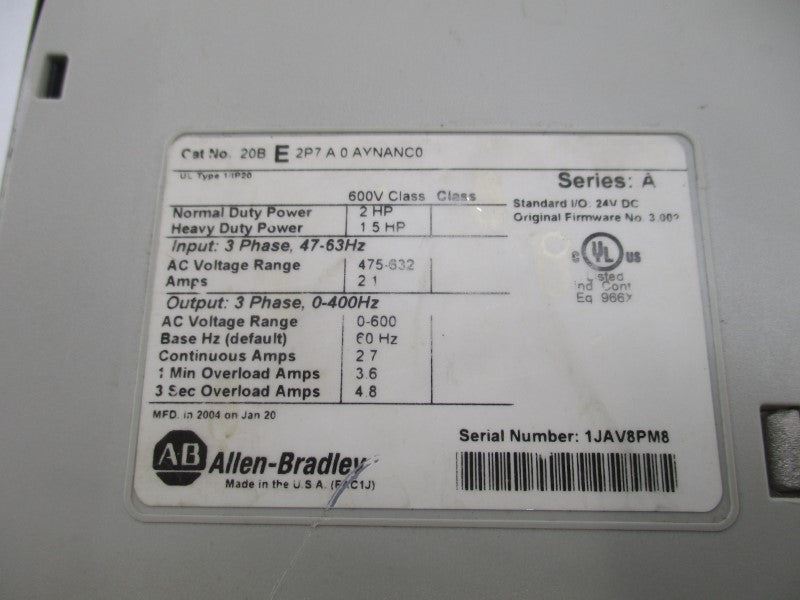 Cat No. 20B E 2P7 A 0 AYNANC0
UL Type 1/IP20
Series: A
600V Class Class
Standard I/O: 24V DC
Original Firmware No. 3.002
Normal Duty Power 2 HP
Heavy Duty Power 1.5 HP
Input: 3 Phase, 47-63Hz
AC Voltage Range 475-632
Amps 2.1
C UL US
Listed
Ind Cont
Eq 966X
Output: 3 Phase, 0-400Hz
AC Voltage Range 0-600
Base Hz (default) 60 Hz
Continuous Amps 2.7
1 Min Overload Amps 3.6
3 Sec Overload Amps 4.8
MFD. in 2004 on Jan 20
Serial Number: 1JAV8PM8
AB Allen-Bradley
Made in the U.S.A.